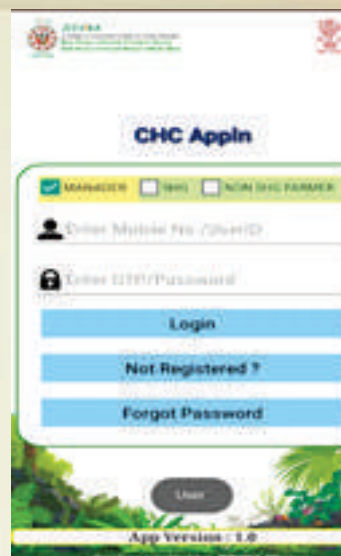 JEEViKA
CHC Appln
MANAGER SHG NON SHG FARMER
Enter Mobile No./UserID
Enter OTP/Password
Login
Not Registered ?
Forgot Password
User
App Version : 1.0